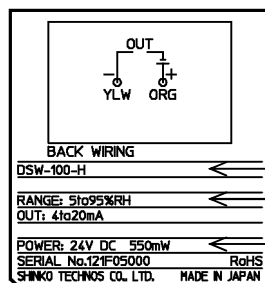 OUT
- +
YLW ORG
BACK WIRING
DSW-100-H
RANGE: 5to95%RH
OUT: 4to20mA
POWER: 24V DC 550mW
SERIAL No.121F05000 RoHS
SHINKO TECHNOS CO., LTD. MADE IN JAPAN